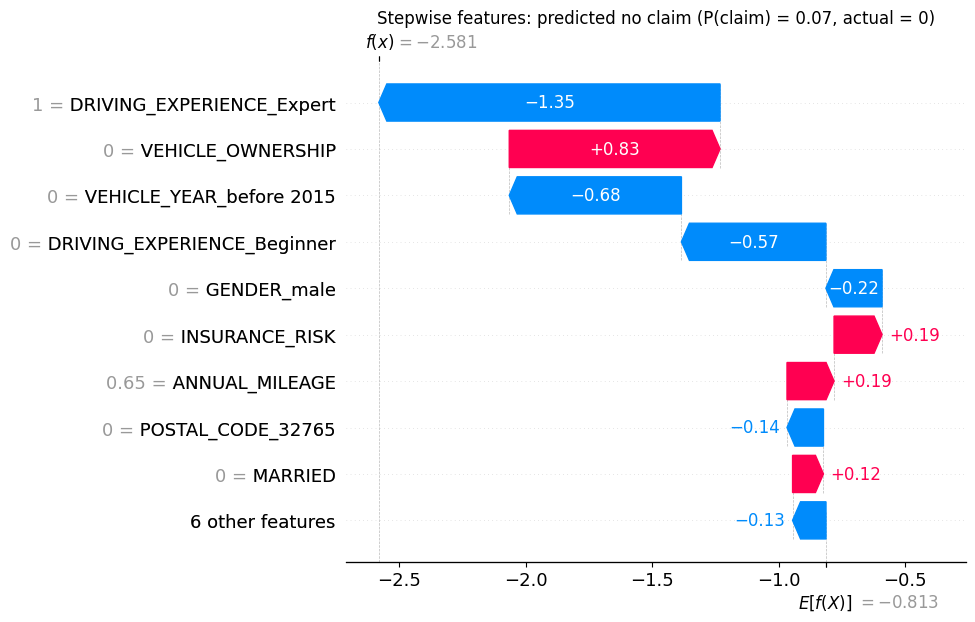 Stepwise features: predicted no claim (P(claim) = 0.07, actual = 0)
f(x) = −2.581
1 = DRIVING_EXPERIENCE_Expert −1.35
0 = VEHICLE_OWNERSHIP +0.83
0 = VEHICLE_YEAR_before 2015 −0.68
0 = DRIVING_EXPERIENCE_Beginner −0.57
0 = GENDER_male −0.22
0 = INSURANCE_RISK +0.19
0.65 = ANNUAL_MILEAGE +0.19
0 = POSTAL_CODE_32765 −0.14
0 = MARRIED +0.12
6 other features −0.13
−2.5 −2.0 −1.5 −1.0 −0.5
E[f(X)] = −0.813